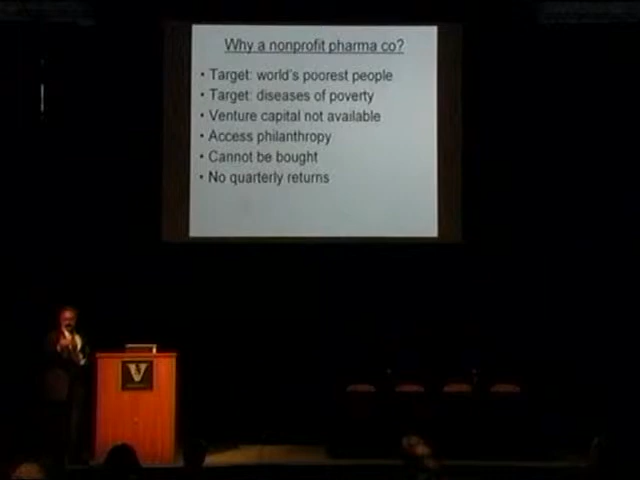 Why a nonprofit pharma co?
• Target: world's poorest people
• Target: diseases of poverty
• Venture capital not available
• Access philanthropy
• Cannot be bought
• No quarterly returns
V